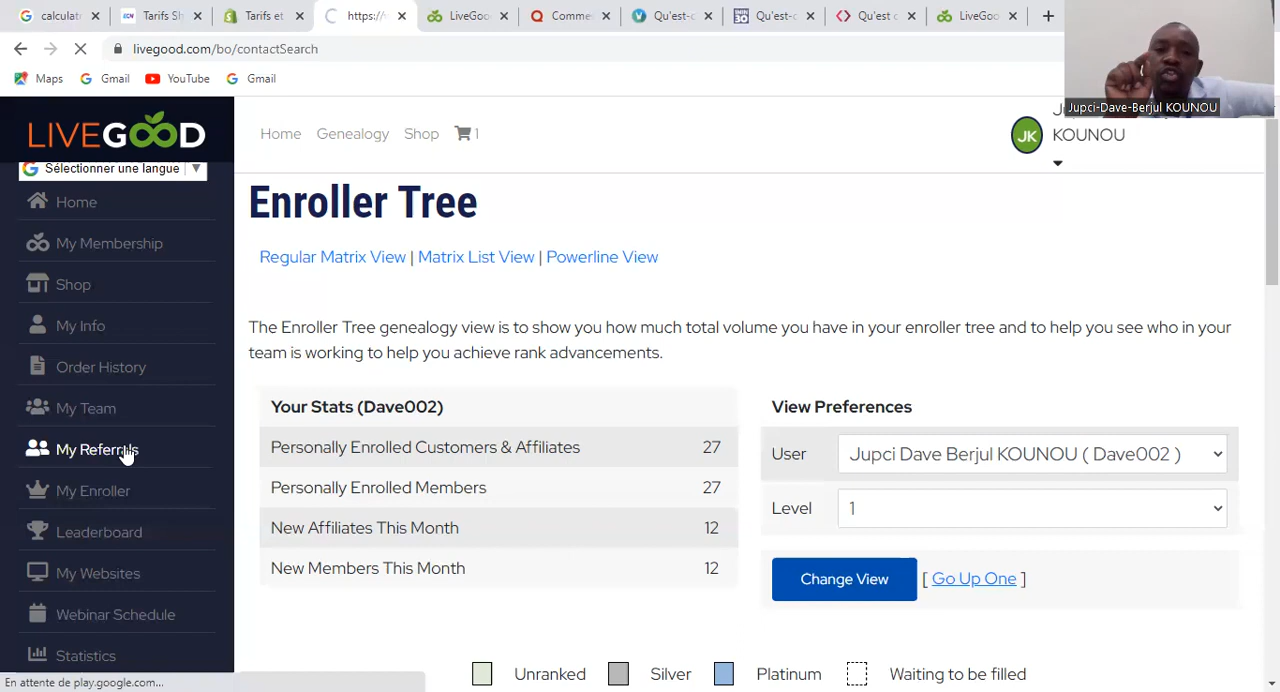 calculat
Tarifs Sh
Tarifs et
https://
LiveGoo
Comme
Qu'est-c
Qu'est-c
Qu'est c
LiveGoo
livegood.com/bo/contactSearch
Maps
Gmail
YouTube
Gmail
Jupci-Dave-Berjul KOUNOU
LIVEGOOD
Sélectionner une langue
Home
My Membership
Shop
My Info
Order History
My Team
My Referrals
My Enroller
Leaderboard
My Websites
Webinar Schedule
Statistics
En attente de play.google.com...
Home Genealogy Shop 1
JK
KOUNOU
Enroller Tree
Regular Matrix View | Matrix List View | Powerline View
The Enroller Tree genealogy view is to show you how much total volume you have in your enroller tree and to help you see who in your
team is working to help you achieve rank advancements.
Your Stats (Dave002)
Personally Enrolled Customers & Affiliates 27
Personally Enrolled Members 27
New Affiliates This Month 12
New Members This Month 12
View Preferences
User Jupci Dave Berjul KOUNOU ( Dave002 )
Level 1
Change View [ Go Up One ]
Unranked Silver Platinum Waiting to be filled